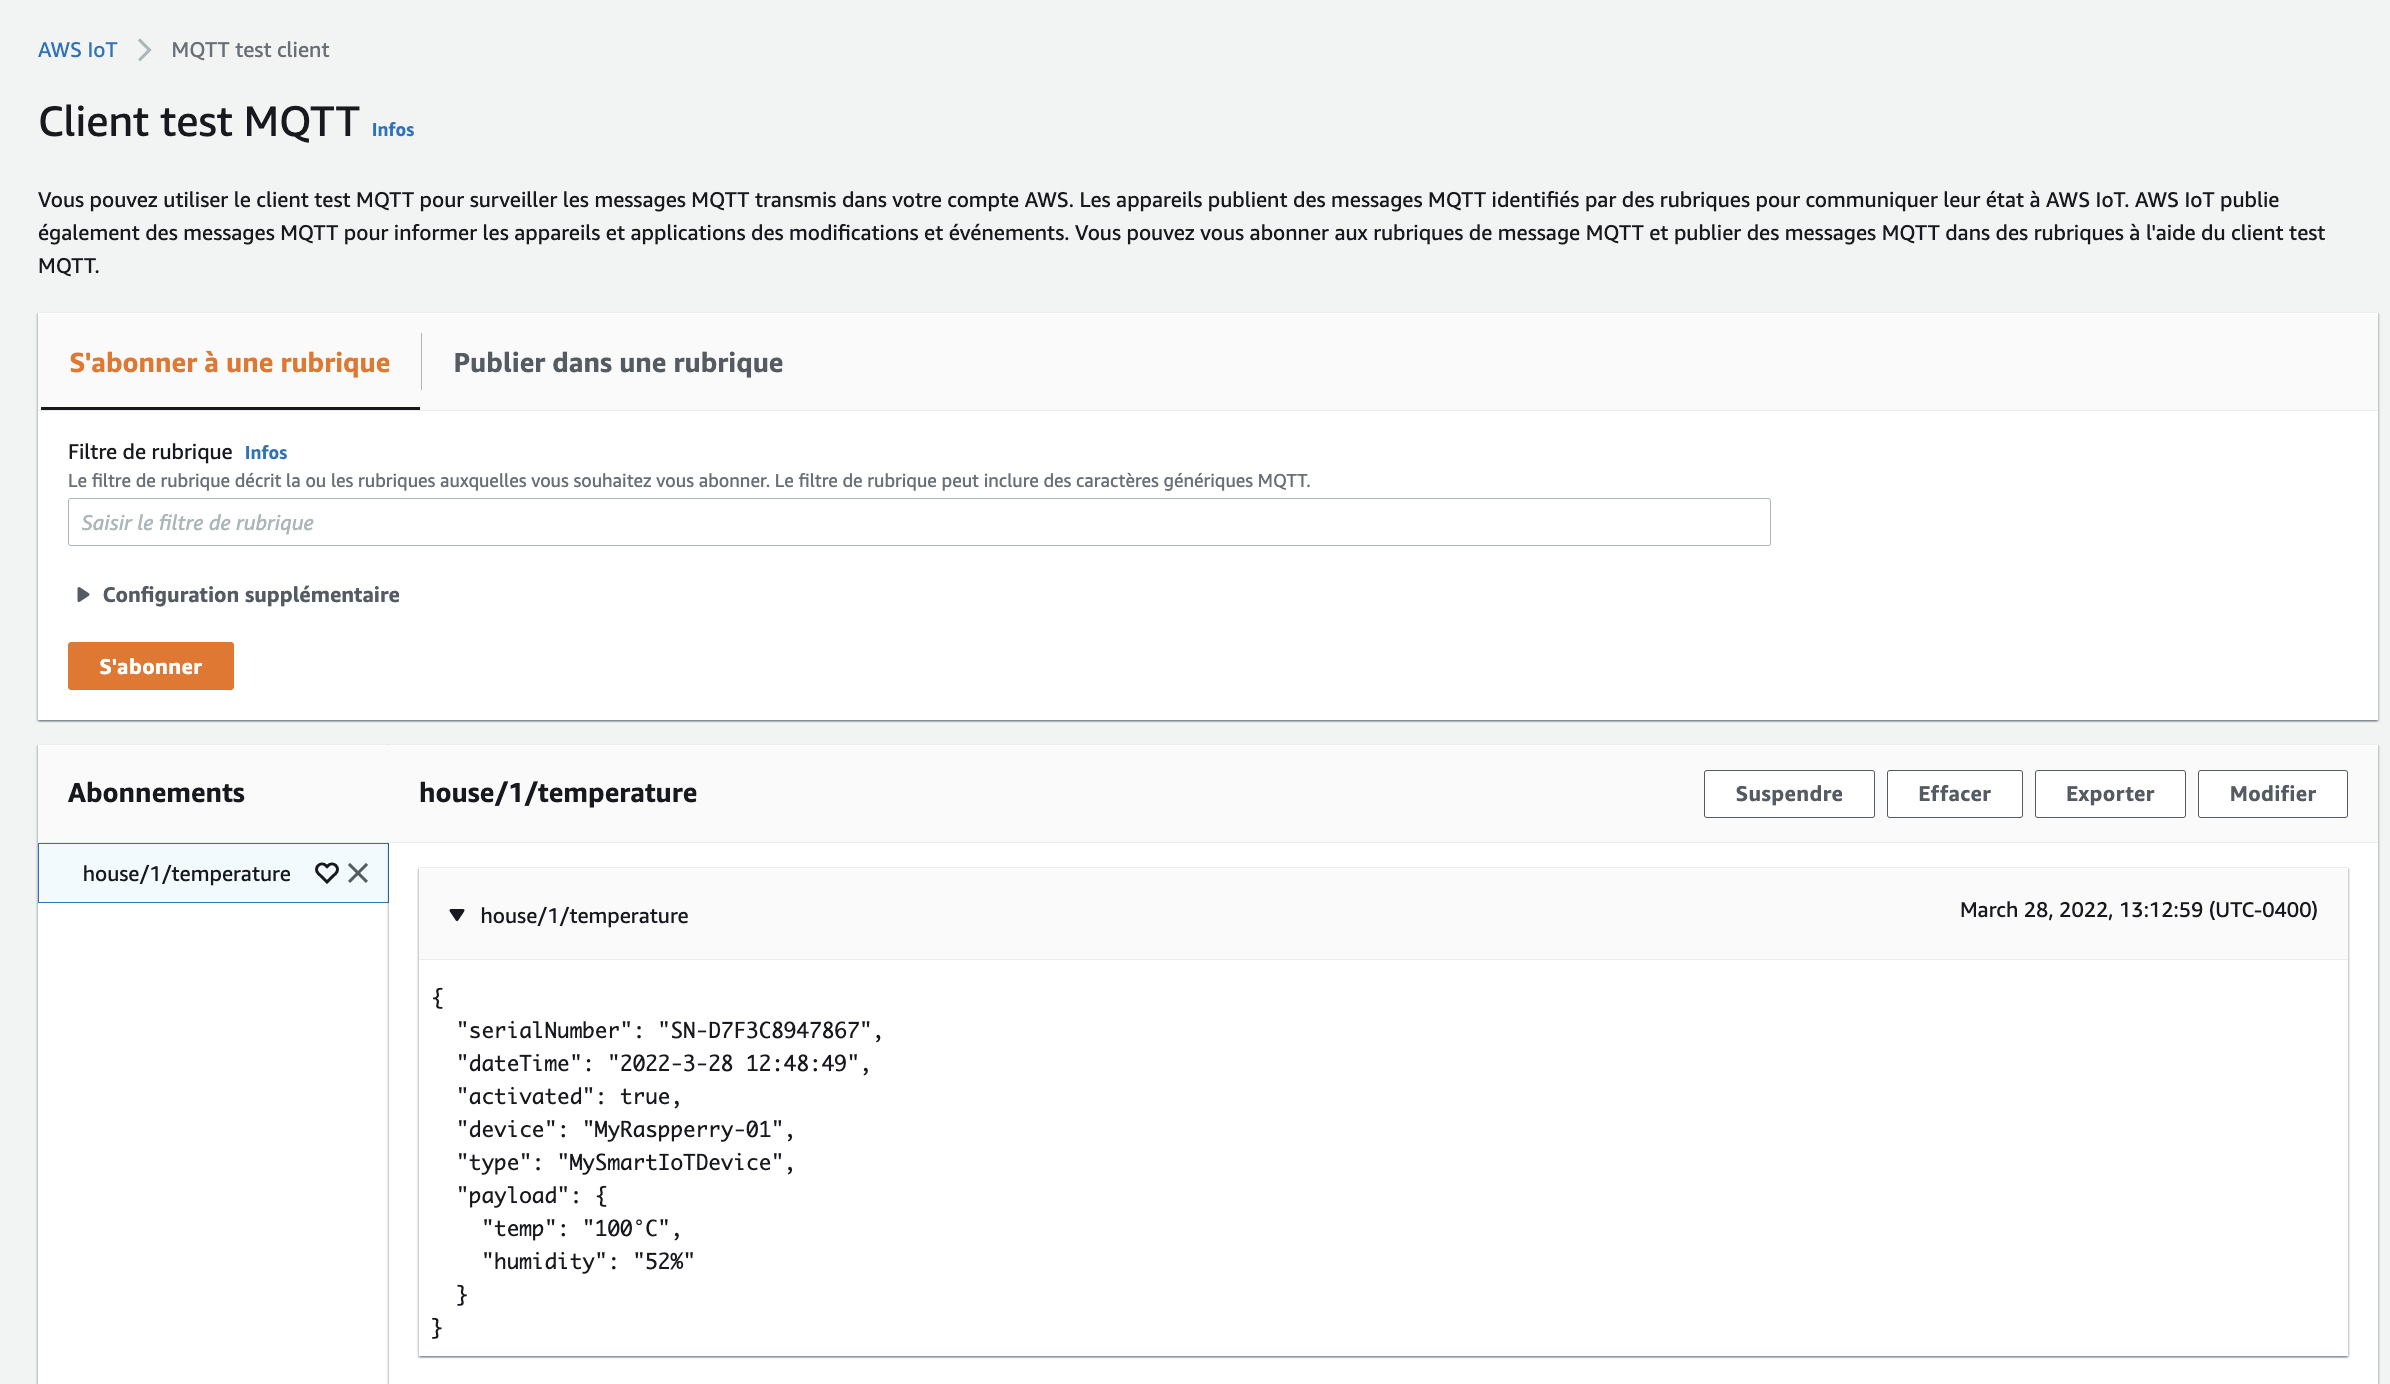 AWS IoT > MQTT test client
Client test MQTT Infos
Vous pouvez utiliser le client test MQTT pour surveiller les messages MQTT transmis dans votre compte AWS. Les appareils publient des messages MQTT identifiés par des rubriques pour communiquer leur état à AWS IoT. AWS IoT publie
également des messages MQTT pour informer les appareils et applications des modifications et événements. Vous pouvez vous abonner aux rubriques de message MQTT et publier des messages MQTT dans des rubriques à l'aide du client test
MQTT.
S'abonner à une rubrique
Publier dans une rubrique
Filtre de rubrique Infos
Le filtre de rubrique décrit la ou les rubriques auxquelles vous souhaitez vous abonner. Le filtre de rubrique peut inclure des caractères génériques MQTT.
Saisir le filtre de rubrique
Configuration supplémentaire
S'abonner
Abonnements
house/1/temperature
Suspendre
Effacer
Exporter
Modifier
house/1/temperature
house/1/temperature
March 28, 2022, 13:12:59 (UTC-0400)
{
  "serialNumber": "SN-D7F3C8947867",
  "dateTime": "2022-3-28 12:48:49",
  "activated": true,
  "device": "MyRaspperry-01",
  "type": "MySmartIoTDevice",
  "payload": {
    "temp": "100°C",
    "humidity": "52%"
  }
}